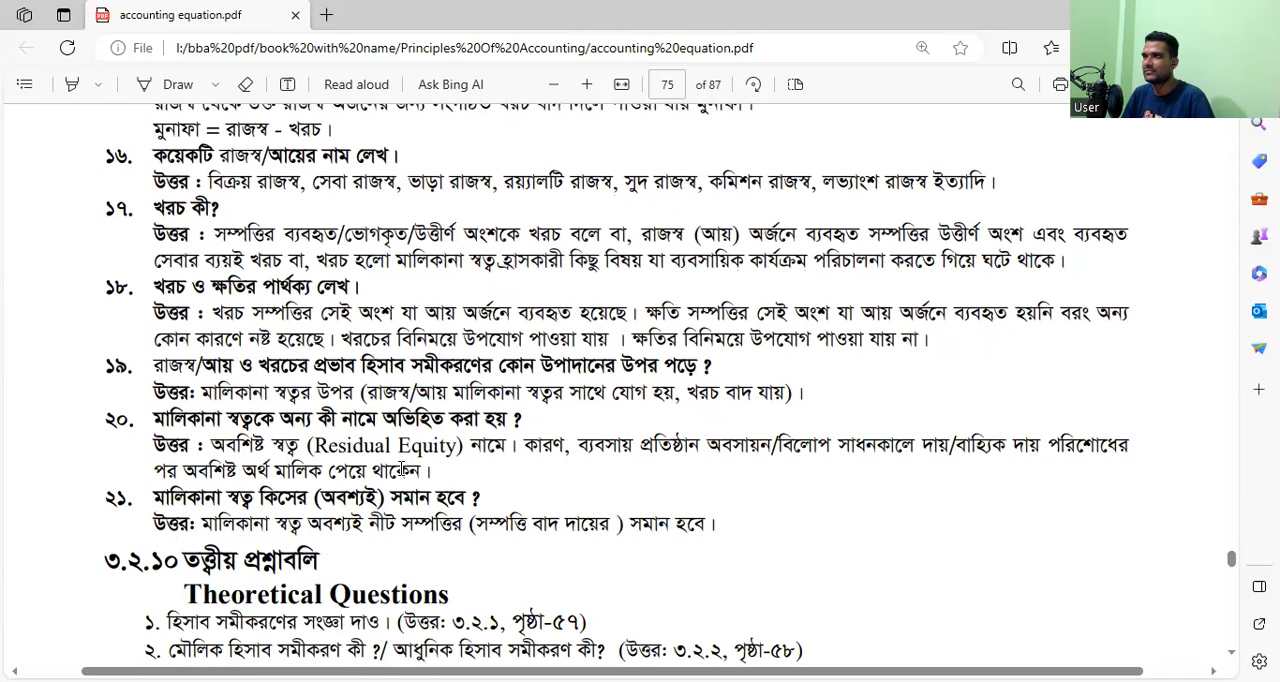 accounting equation.pdf
File
I:/bba%20pdf/book%20with%20name/Principles%20Of%20Accounting/accounting%20equation.pdf
Draw
Read aloud
Ask Bing AI
75 of 87
User
মুনাফা = রাজস্ব - খরচ।
১৬. কয়েকটি রাজস্ব/আয়ের নাম লেখ।
উত্তর : বিক্রয় রাজস্ব, সেবা রাজস্ব, ভাড়া রাজস্ব, রয়্যালটি রাজস্ব, সুদ রাজস্ব, কমিশন রাজস্ব, লভ্যাংশ রাজস্ব ইত্যাদি।
১৭. খরচ কী?
উত্তর : সম্পত্তির ব্যবহৃত/ভোগকৃত/উত্তীর্ণ অংশকে খরচ বলে বা, রাজস্ব (আয়) অর্জনে ব্যবহৃত সম্পত্তির উত্তীর্ণ অংশ এবং ব্যবহৃত
সেবার ব্যয়ই খরচ বা, খরচ হলো মালিকানা স্বত্ব হ্রাসকারী কিছু বিষয় যা ব্যবসায়িক কার্যক্রম পরিচালনা করতে গিয়ে ঘটে থাকে।
১৮. খরচ ও ক্ষতির পার্থক্য লেখ।
উত্তর : খরচ সম্পত্তির সেই অংশ যা আয় অর্জনে ব্যবহৃত হয়েছে। ক্ষতি সম্পত্তির সেই অংশ যা আয় অর্জনে ব্যবহৃত হয়নি বরং অন্য
কোন কারণে নষ্ট হয়েছে। খরচের বিনিময়ে উপযোগ পাওয়া যায় । ক্ষতির বিনিময়ে উপযোগ পাওয়া যায় না।
১৯. রাজস্ব/আয় ও খরচের প্রভাব হিসাব সমীকরণের কোন উপাদানের উপর পড়ে ?
উত্তর: মালিকানা স্বত্বর উপর (রাজস্ব/আয় মালিকানা স্বত্বর সাথে যোগ হয়, খরচ বাদ যায়)।
২০. মালিকানা স্বত্বকে অন্য কী নামে অভিহিত করা হয় ?
উত্তর : অবশিষ্ট স্বত্ব (Residual Equity) নামে। কারণ, ব্যবসায় প্রতিষ্ঠান অবসায়ন/বিলোপ সাধনকালে দায়/বাহ্যিক দায় পরিশোধের
পর অবশিষ্ট অর্থ মালিক পেয়ে থাকেন।
২১. মালিকানা স্বত্ব কিসের (অবশ্যই) সমান হবে ?
উত্তর: মালিকানা স্বত্ব অবশ্যই নীট সম্পত্তির (সম্পত্তি বাদ দায়ের ) সমান হবে।
৩.২.১০ তত্ত্বীয় প্রশ্নাবলি
Theoretical Questions
১. হিসাব সমীকরণের সংজ্ঞা দাও। (উত্তর: ৩.২.১, পৃষ্ঠা-৫৭)
২. মৌলিক হিসাব সমীকরণ কী ?/ আধুনিক হিসাব সমীকরণ কী? (উত্তর: ৩.২.২, পৃষ্ঠা-৫৮)